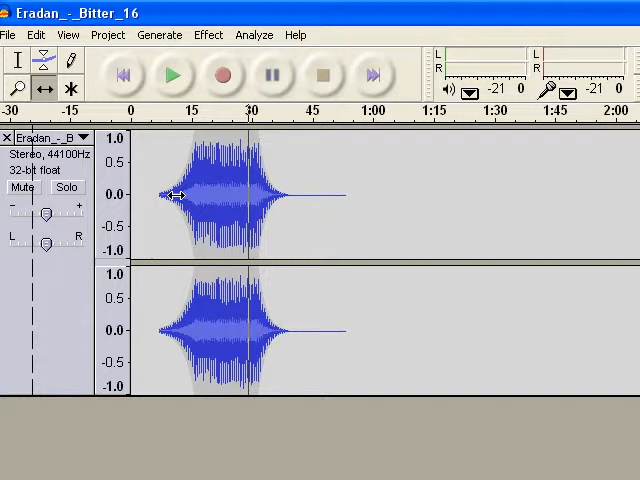 Eradan_-_Bitter_16
File Edit View Project Generate Effect Analyze Help
L
R
-21 0
L
R
-21 0
-30 -15 0 15 30 45 1:00 1:15 1:30 1:45 2:00
Eradan_-_B
Stereo, 44100Hz
32-bit float
Mute Solo
- +
L R
1.0
0.5
0.0
-0.5
-1.0
1.0
0.5
0.0
-0.5
-1.0